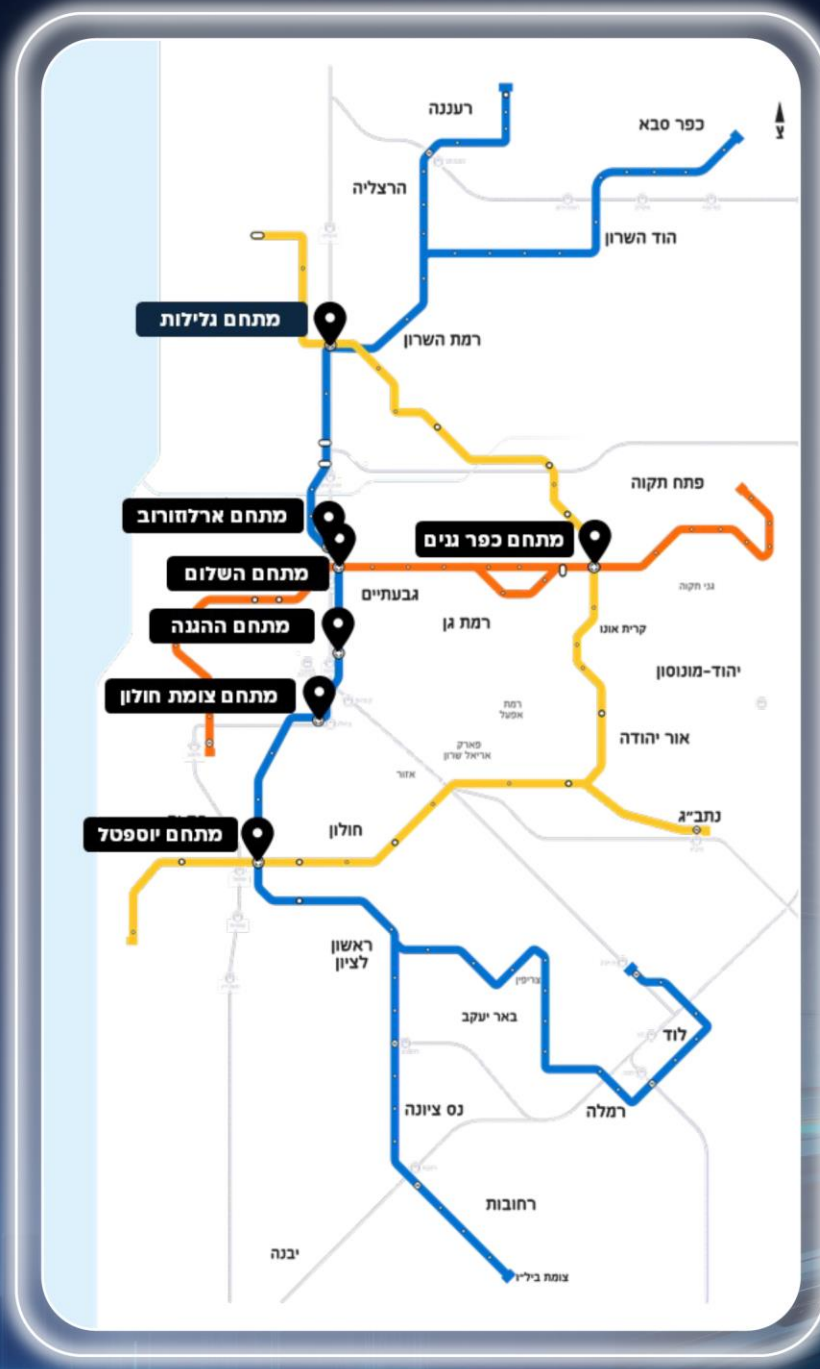 רעננה
כפר סבא
צ
הרצליה
הוד השרון
מתחם גלילות
רמת השרון
פתח תקוה
מתחם ארלוזורוב
מתחם כפר גנים
מתחם השלום
גני תקוה
גבעתיים
רמת גן
מתחם ההגנה
קרית אונו
יהוד-מונוסון
מתחם צומת חולון
רמת
אפעל
אור יהודה
פארק
אריאל שרון
אזור
נתב״ג
חולון
מתחם יוספטל
ראשון
לציון
צריפין
באר יעקב
לוד
נס ציונה
רמלה
רחובות
יבנה
צומת ביל״ו